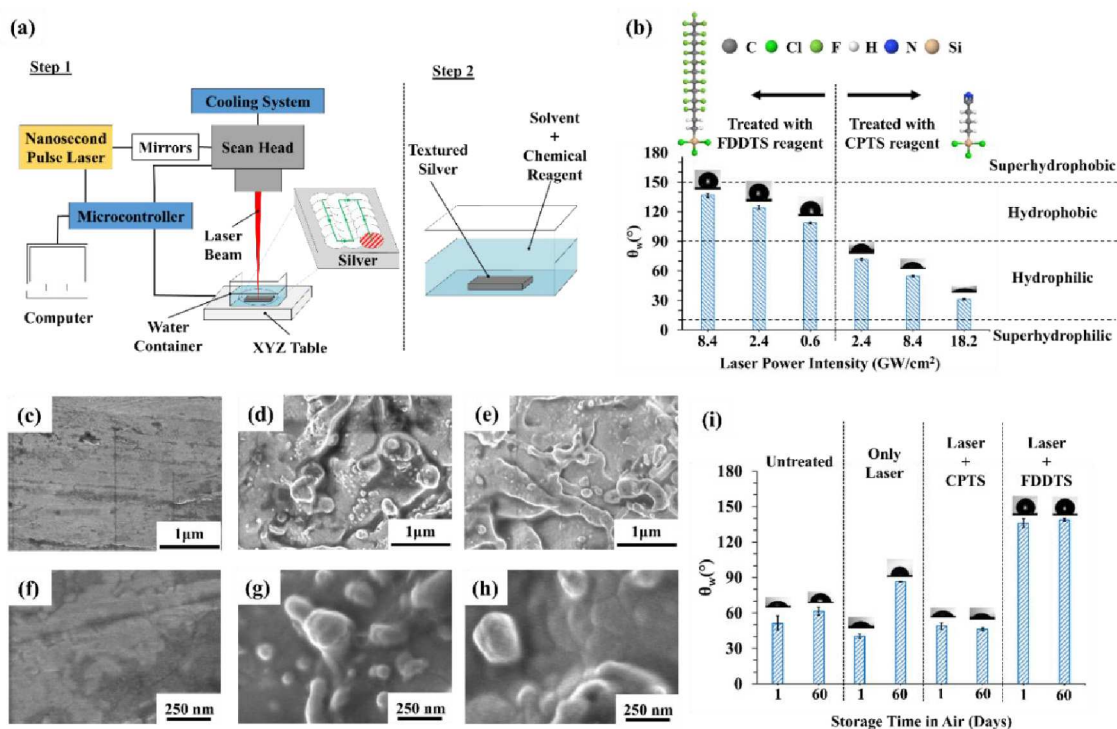 (a)
Step 1
Cooling System
Nanosecond
Pulse Laser
Mirrors
Scan Head
Microcontroller
Laser
Beam
Silver
Computer
Water
Container
XYZ Table
Step 2
Solvent
+
Chemical
Reagent
Textured
Silver
(b)
C Cl F H N Si
Treated with
FDDTS reagent
Treated with
CPTS reagent
θw(°)
180
150
120
90
60
30
0
8.4 2.4 0.6 2.4 8.4 18.2
Laser Power Intensity (GW/cm²)
Superhydrophobic
Hydrophobic
Hydrophilic
Superhydrophilic
(c)
1μm
(d)
1μm
(e)
1μm
(f)
250 nm
(g)
250 nm
(h)
250 nm
(i)
Untreated
Only
Laser
Laser
+
CPTS
Laser
+
FDDTS
θw(°)
180
150
120
90
60
30
0
1 60 1 60 1 60 1 60
Storage Time in Air (Days)